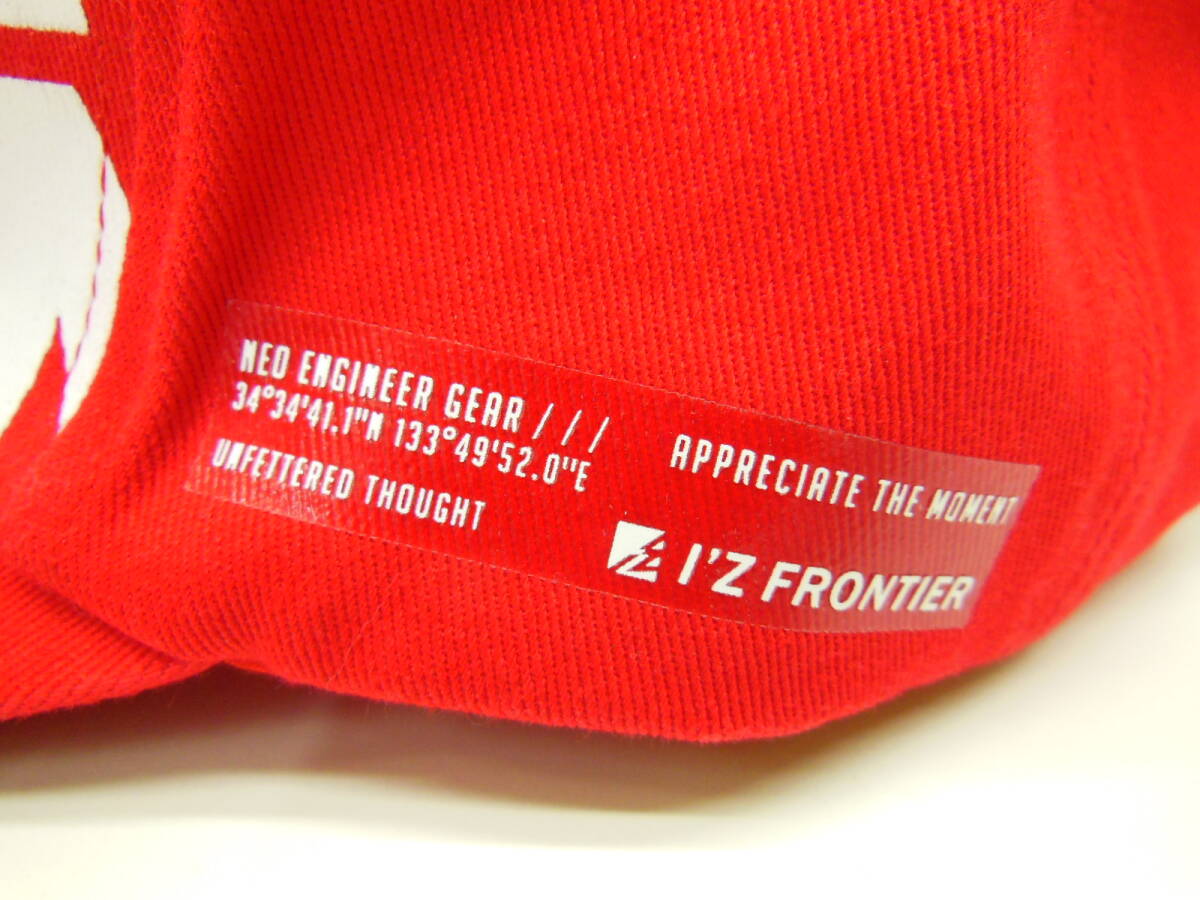 NEO ENGINEER GEAR ///
34°34'41.1"N 133°49'52.0"E
UNFETTERED THOUGHT
APPRECIATE THE MOMENT
I'Z FRONTIER